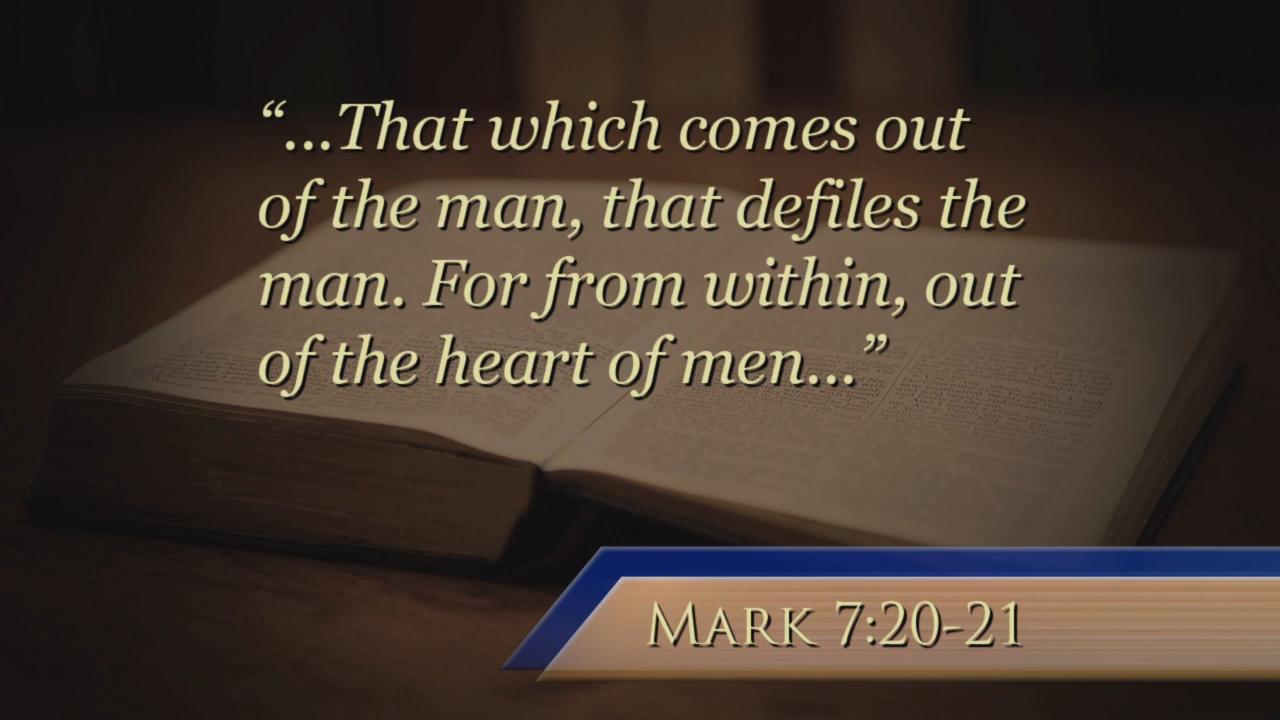 “...That which comes out
of the man, that defiles the
man. For from within, out
of the heart of men...”
MARK 7:20-21